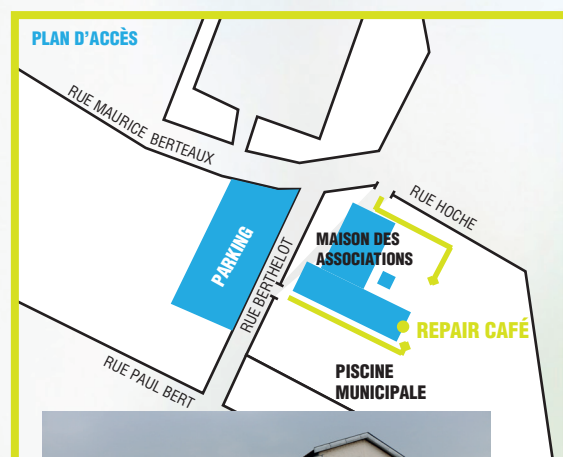 PLAN D'ACCÈS
RUE MAURICE BERTEAUX
RUE HOCHE
PARKING
RUE BERTHELOT
MAISON DES
ASSOCIATIONS
REPAIR CAFÉ
RUE PAUL BERT
PISCINE
MUNICIPALE